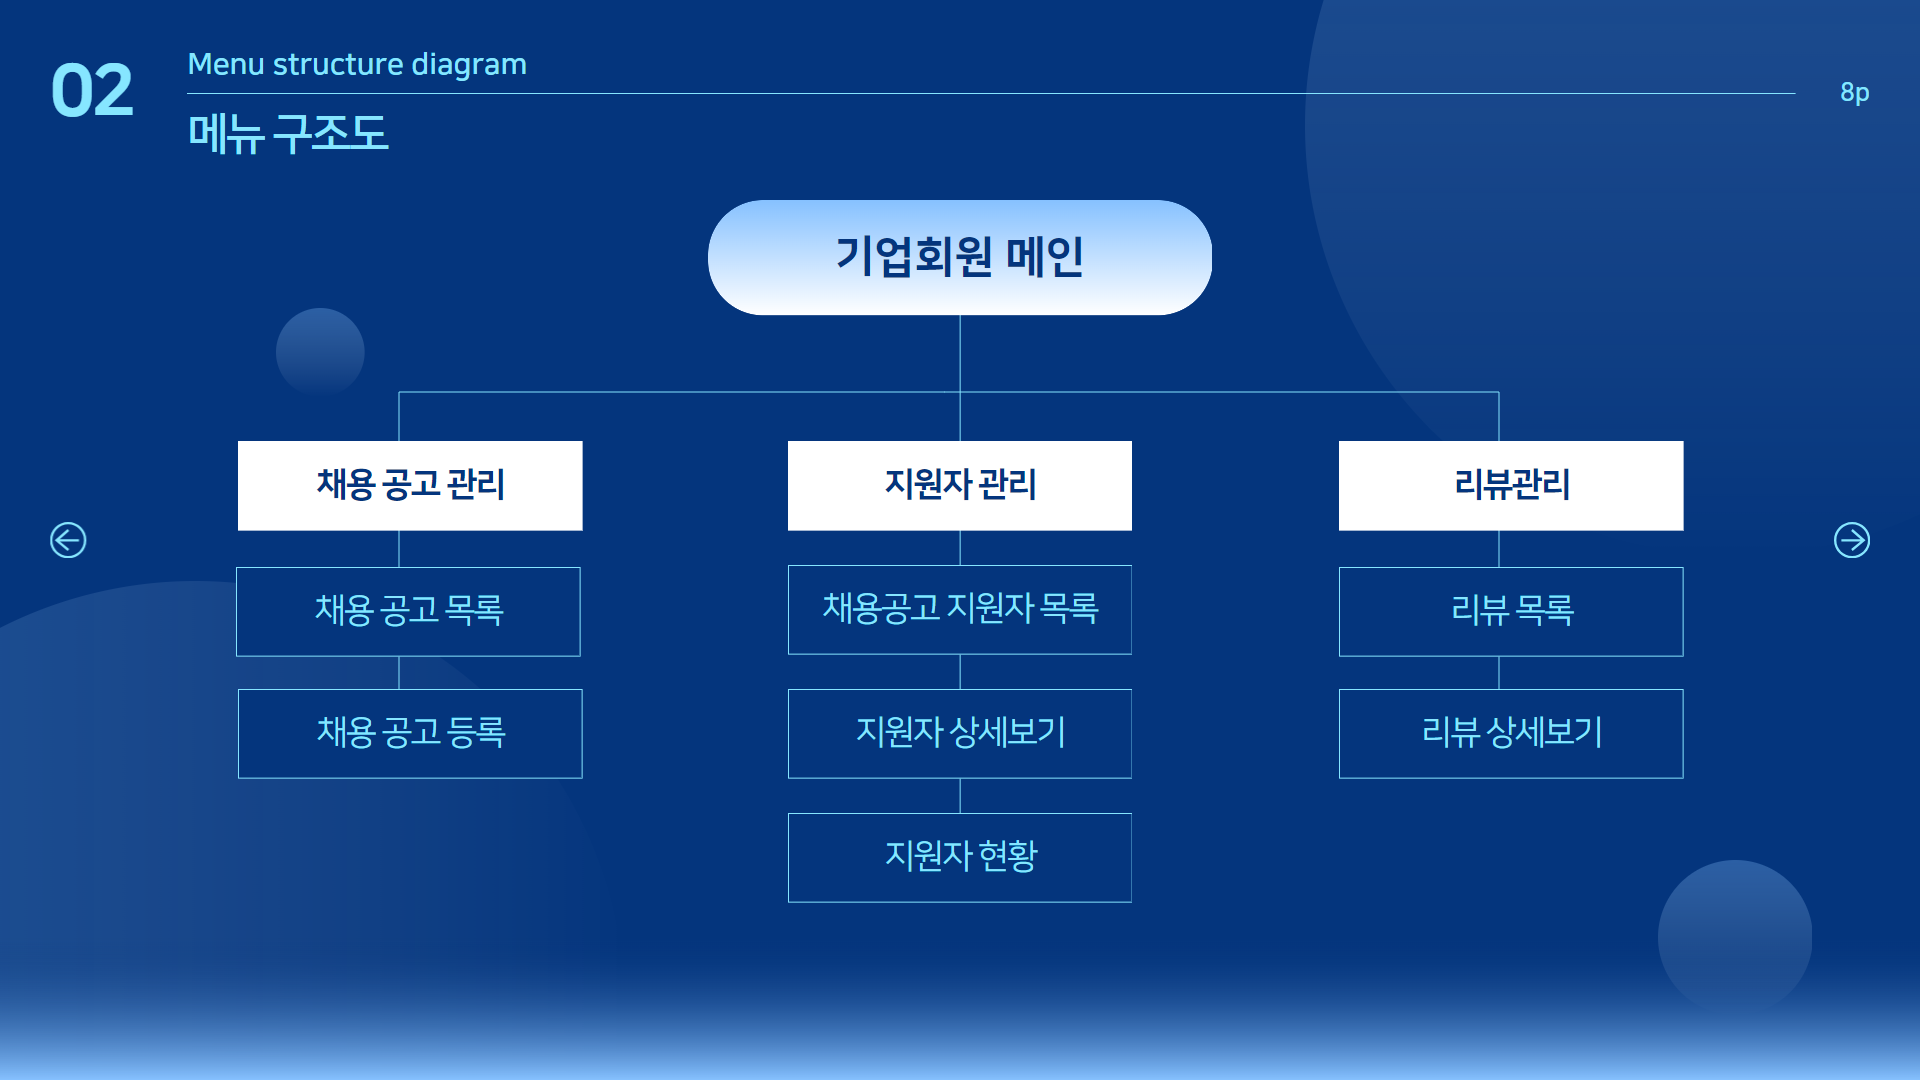 02
Menu structure diagram
8p
메뉴 구조도
기업회원 메인
채용 공고 관리
지원자 관리
리뷰관리
채용 공고 목록
채용공고 지원자 목록
리뷰 목록
채용 공고 등록
지원자 상세보기
리뷰 상세보기
지원자 현황